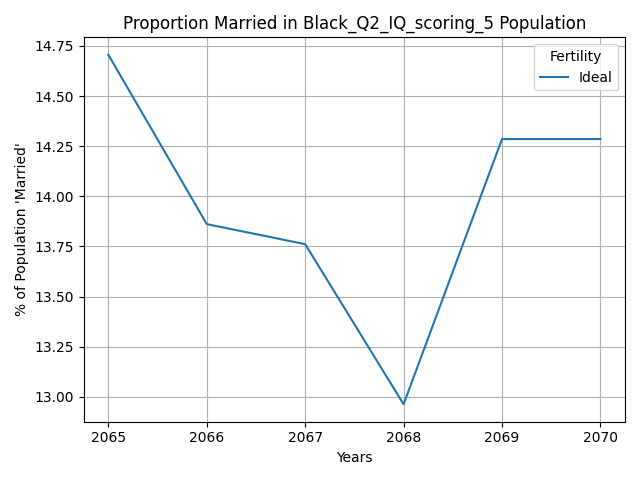 Proportion Married in Black_Q2_IQ_scoring_5 Population
14.75
14.50
14.25
14.00
13.75
13.50
13.25
13.00
% of Population 'Married'
Fertility
Ideal
2065
2066
2067
2068
2069
2070
Years